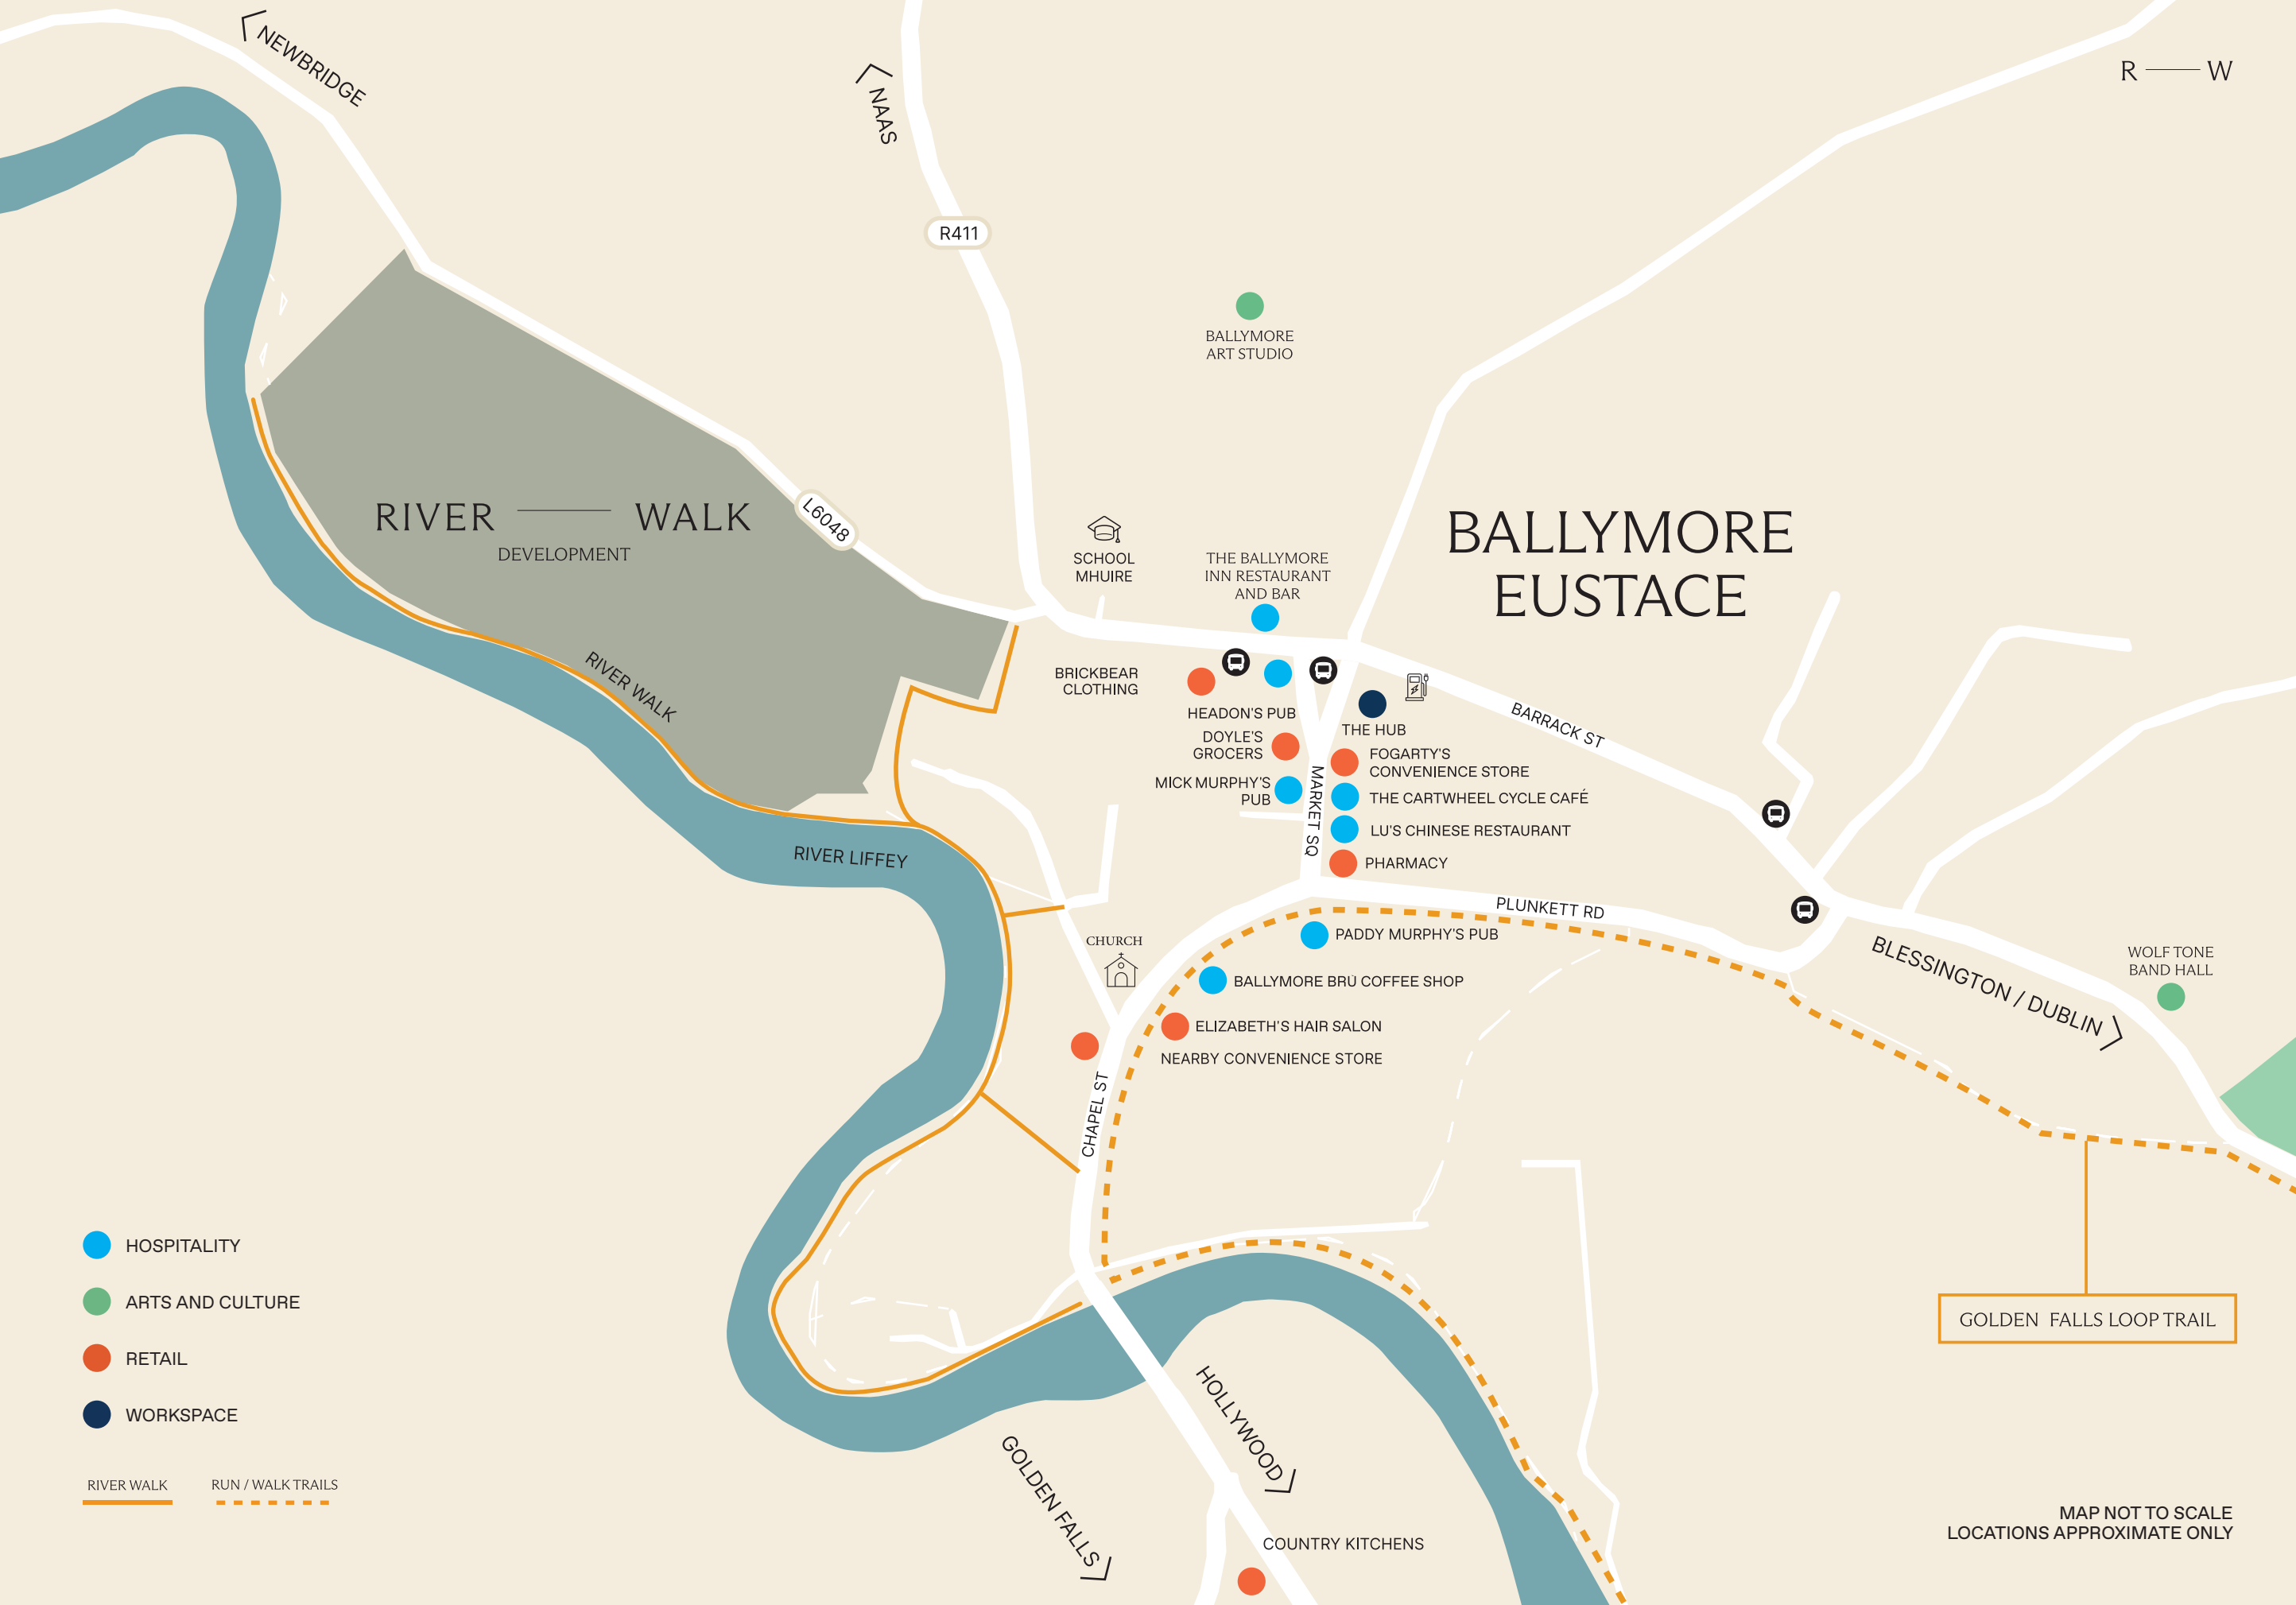 NEWBRIDGE
NAAS
R W
R411
BALLYMORE
ART STUDIO
RIVER WALK
DEVELOPMENT
L6048
BALLYMORE
EUSTACE
SCHOOL
MHUIRE
THE BALLYMORE
INN RESTAURANT
AND BAR
BRICKBEAR
CLOTHING
RIVER WALK
HEADON'S PUB
THE HUB
BARRACK ST
DOYLE'S
GROCERS
FOGARTY'S
CONVENIENCE STORE
MICK MURPHY'S
PUB
MARKET SQ
THE CARTWHEEL CYCLE CAFÉ
LU'S CHINESE RESTAURANT
PHARMACY
RIVER LIFFEY
PLUNKETT RD
CHURCH
PADDY MURPHY'S PUB
BALLYMORE BRÚ COFFEE SHOP
BLESSINGTON / DUBLIN
WOLF TONE
BAND HALL
ELIZABETH'S HAIR SALON
NEARBY CONVENIENCE STORE
CHAPEL ST
HOSPITALITY
ARTS AND CULTURE
RETAIL
WORKSPACE
RIVER WALK
RUN / WALK TRAILS
GOLDEN FALLS LOOP TRAIL
HOLLYWOOD
GOLDEN FALLS
COUNTRY KITCHENS
MAP NOT TO SCALE
LOCATIONS APPROXIMATE ONLY